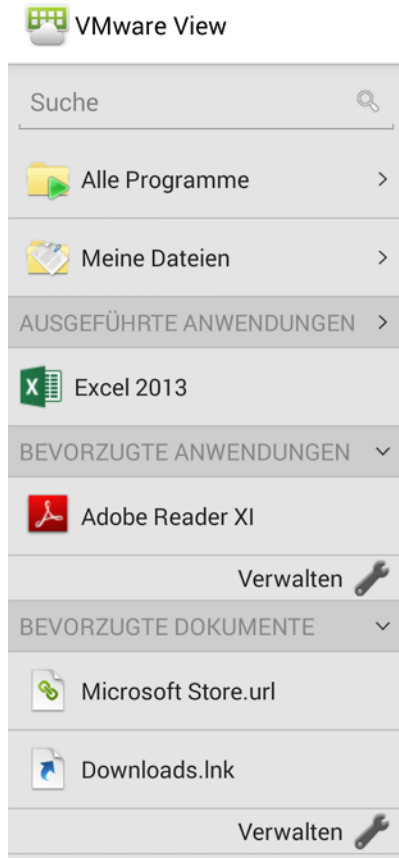 VMware View
Suche
Alle Programme
Meine Dateien
AUSGEFÜHRTE ANWENDUNGEN
Excel 2013
BEVORZUGTE ANWENDUNGEN
Adobe Reader XI
Verwalten
BEVORZUGTE DOKUMENTE
Microsoft Store.url
Downloads.lnk
Verwalten